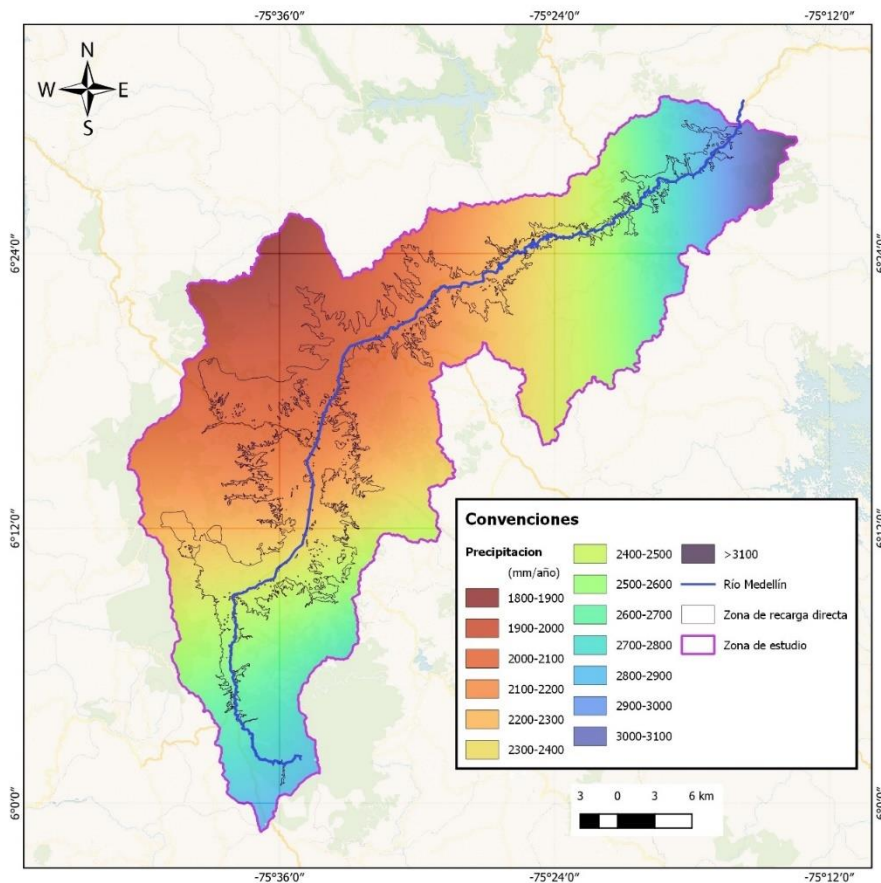 -75°36′0″ -75°24′0″ -75°12′0″
N
W E
S
6°24′0″ 6°24′0″
6°12′0″ 6°12′0″
6°0′0″ 6°0′0″
Convenciones
Precipitacion
(mm/año)
1800-1900
1900-2000
2000-2100
2100-2200
2200-2300
2300-2400
2400-2500
2500-2600
2600-2700
2700-2800
2800-2900
2900-3000
3000-3100
>3100
Río Medellín
Zona de recarga directa
Zona de estudio
3 0 3 6 km
-75°36′0″ -75°24′0″ -75°12′0″